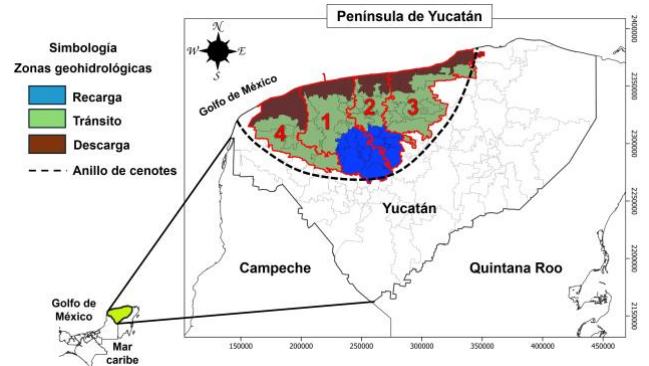 Península de Yucatán
Simbología
Zonas geohidrológicas
Recarga
Tránsito
Descarga
Anillo de cenotes
N
W
E
S
Golfo de México
4
1
2
3
Yucatán
Campeche
Quintana Roo
Golfo de
México
Mar
caribe
2400000
2350000
2300000
2250000
2200000
2150000
150000 200000 250000 300000 350000 400000 450000